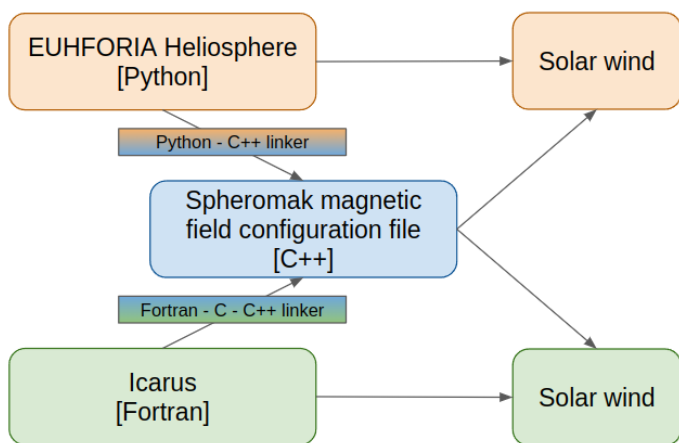 EUHFORIA Heliosphere
[Python]
Solar wind
Python - C++ linker
Spheromak magnetic
field configuration file
[C++]
Fortran - C - C++ linker
Icarus
[Fortran]
Solar wind